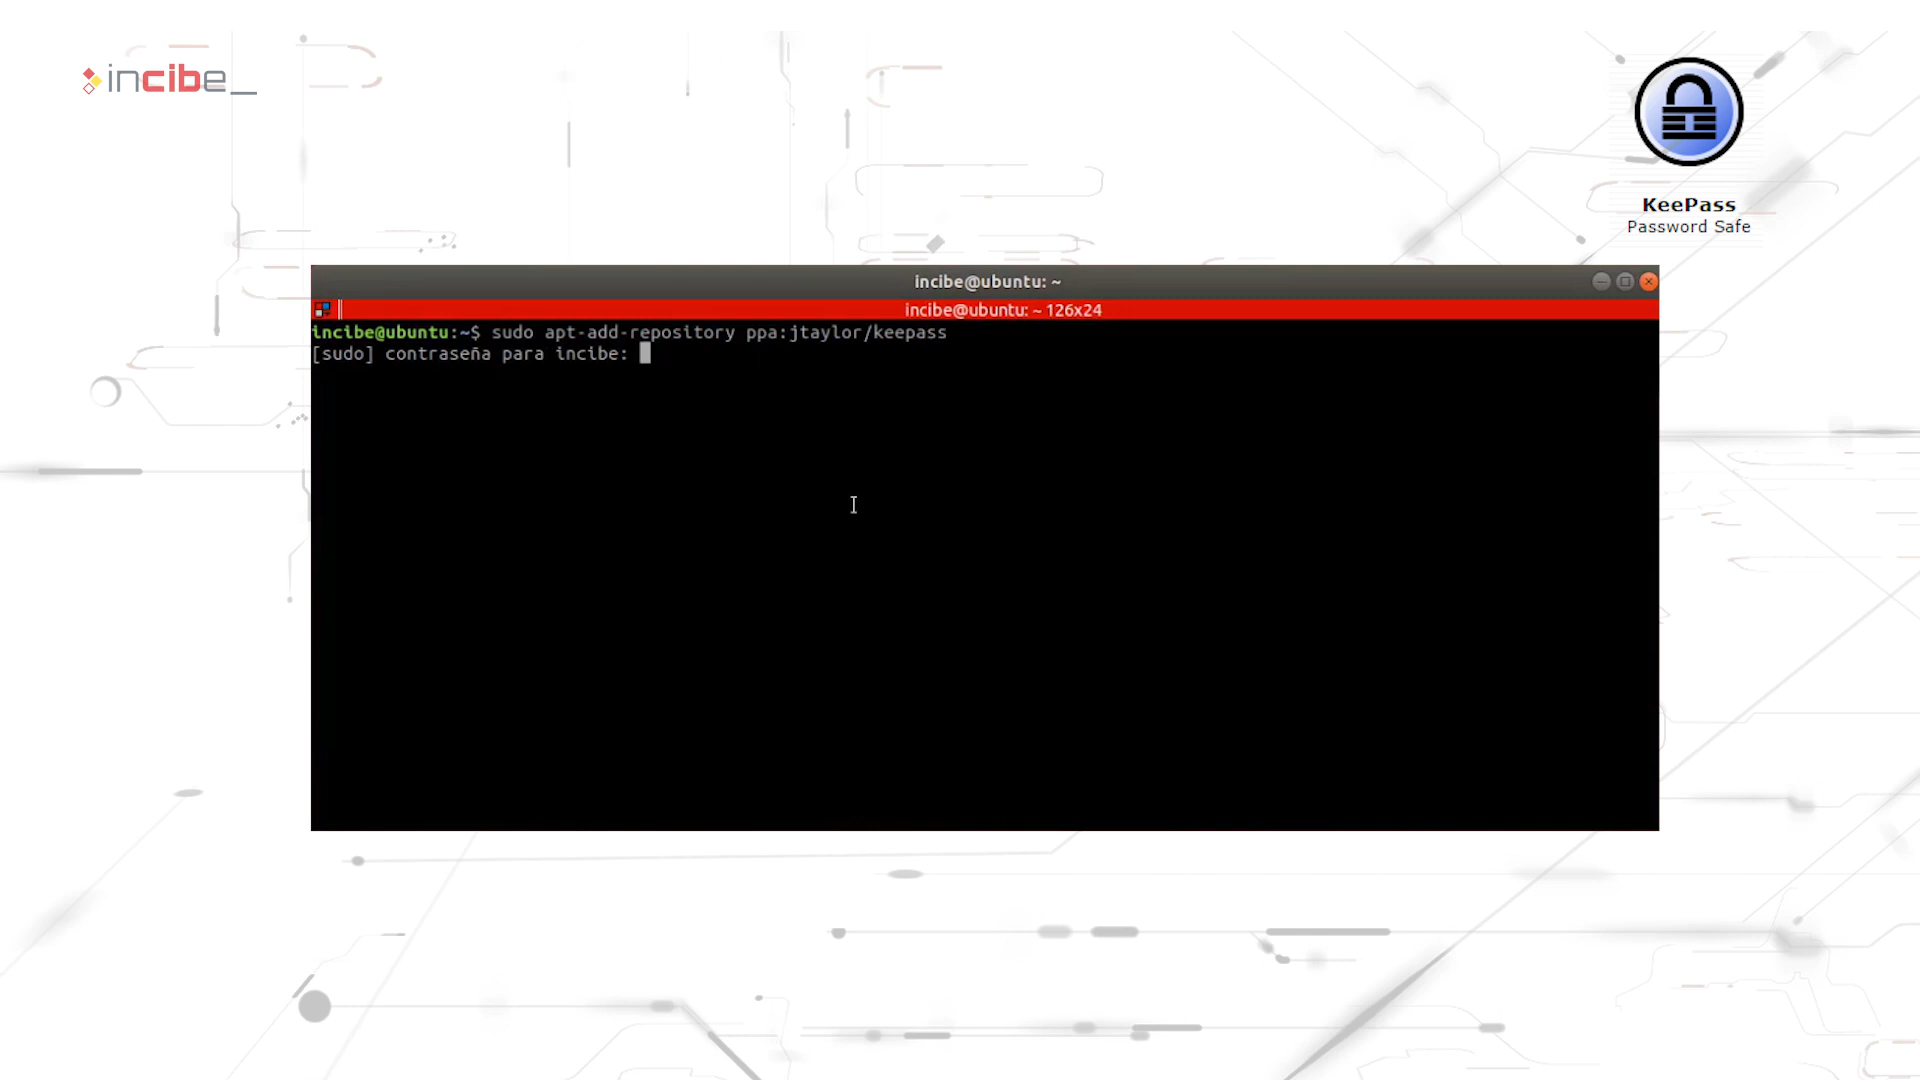 incibe_
KeePass
Password Safe
incibe@ubuntu: ~
incibe@ubuntu: ~ 126x24
incibe@ubuntu:~$ sudo apt-add-repository ppa:jtaylor/keepass
[sudo] contraseña para incibe: